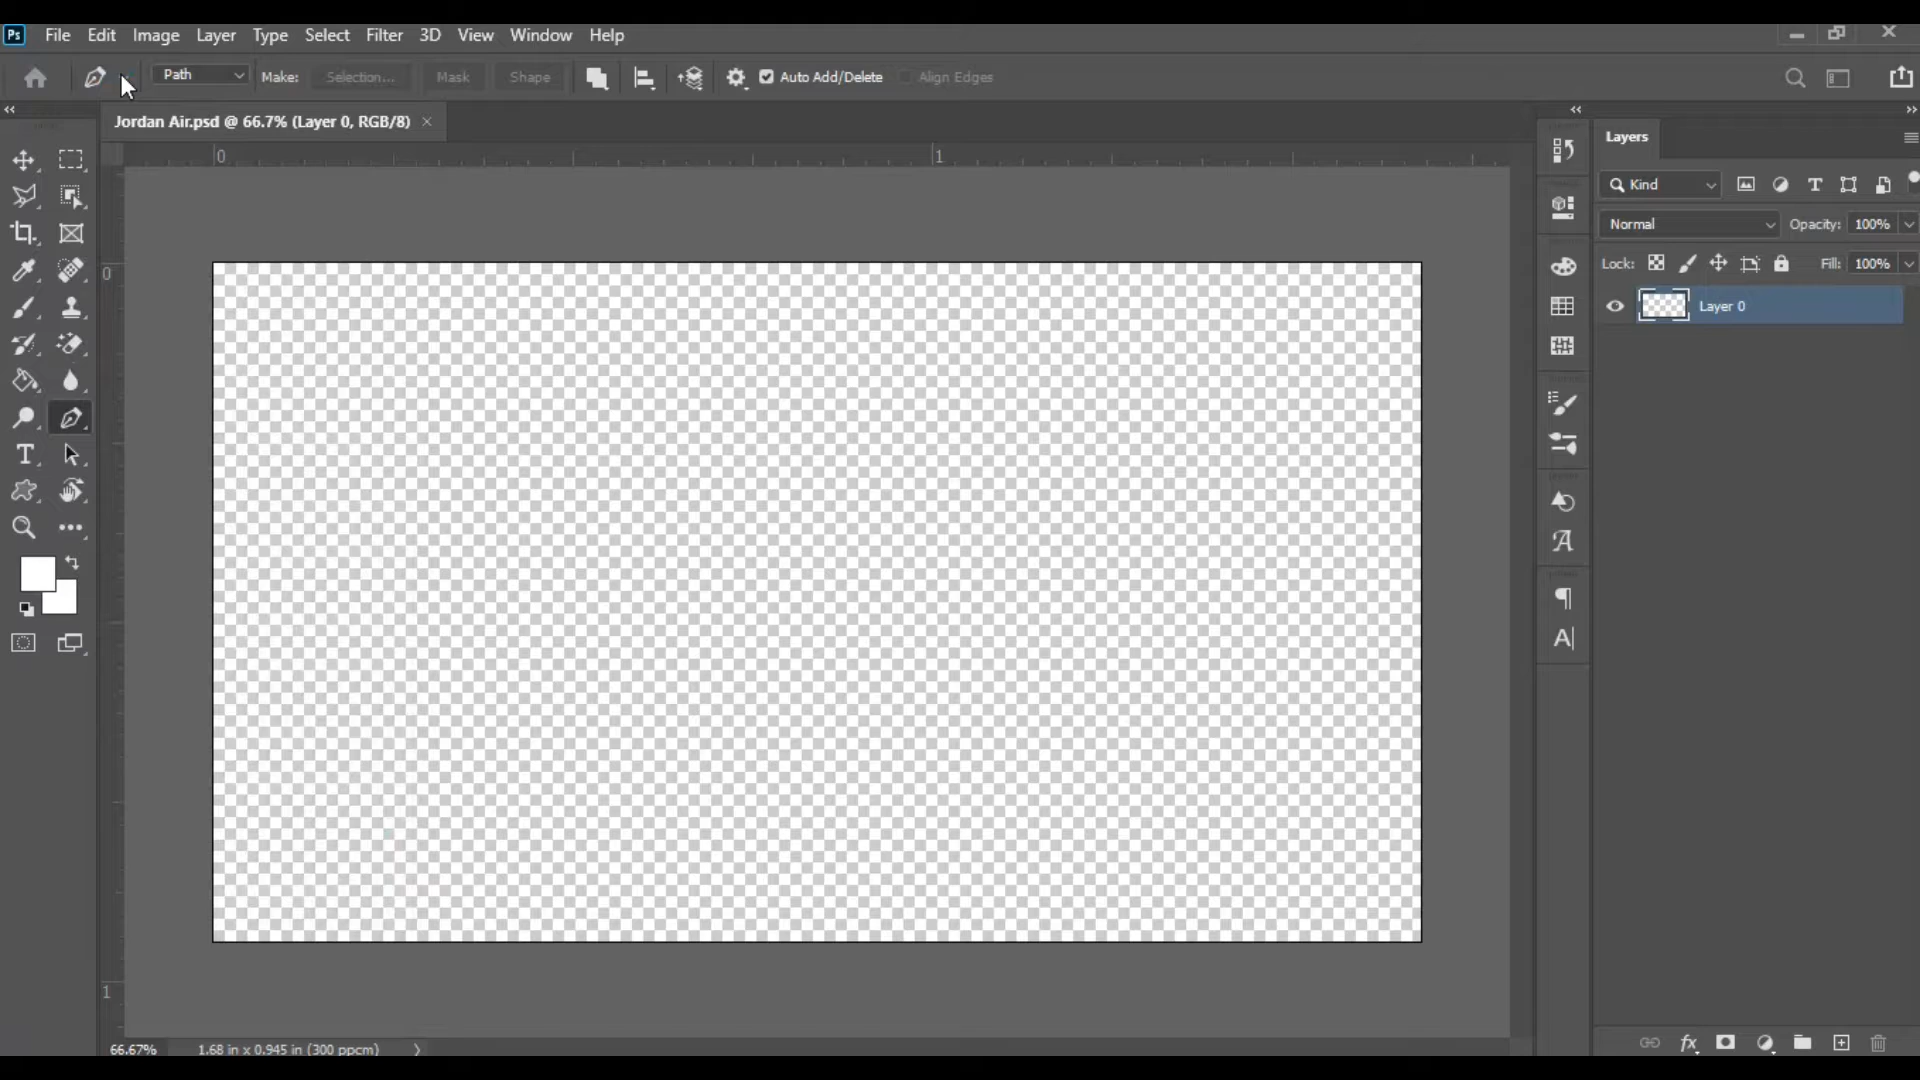 Ps File Edit Image Layer Type Select Filter 3D View Window Help
Path Make: Selection... Mask Shape Auto Add/Delete Align Edges
Jordan Air.psd @ 66.7% (Layer 0, RGB/8) ×
Layers
0 1
Kind
Normal Opacity: 100%
Lock: Fill: 100%
0
Layer 0
1
66.67% 1.68 in x 0.945 in (300 ppcm)